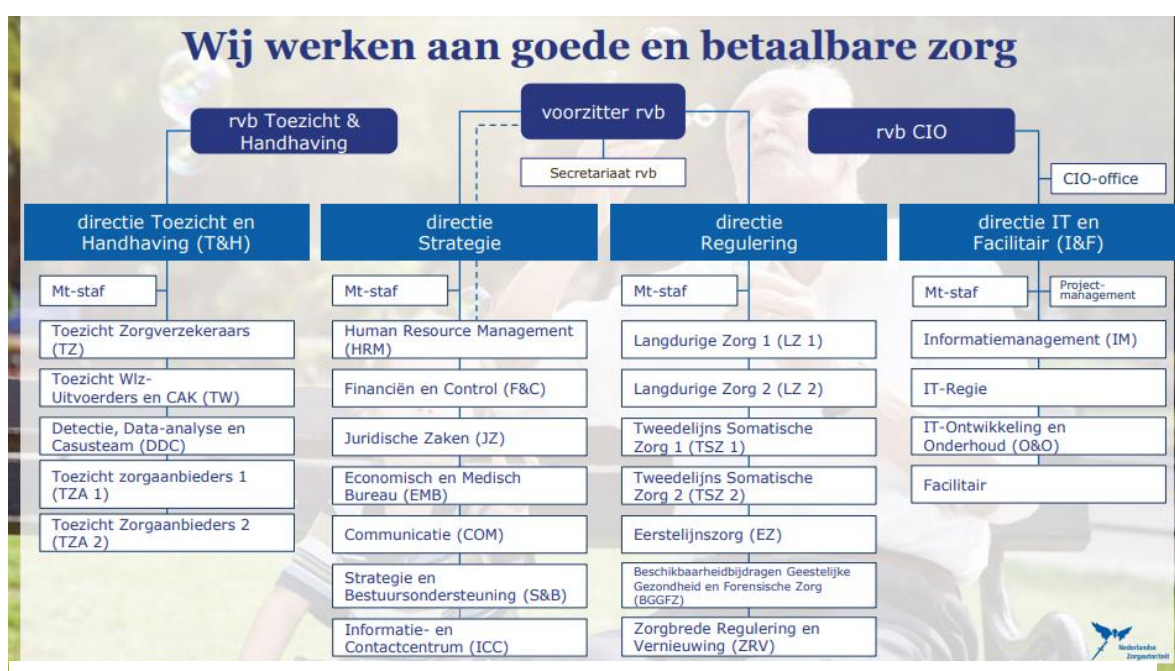 Wij werken aan goede en betaalbare zorg
rvb Toezicht &
Handhaving
voorzitter rvb
rvb CIO
Secretariaat rvb
CIO-office
directie Toezicht en
Handhaving (T&H)
directie
Strategie
directie
Regulering
directie IT en
Facilitair (I&F)
Mt-staf
Toezicht Zorgverzekeraars
(TZ)
Toezicht Wlz-
Uitvoerders en CAK (TW)
Detectie, Data-analyse en
Casusteam (DDC)
Toezicht zorgaanbieders 1
(TZA 1)
Toezicht Zorgaanbieders 2
(TZA 2)
Mt-staf
Human Resource Management
(HRM)
Financiën en Control (F&C)
Juridische Zaken (JZ)
Economisch en Medisch
Bureau (EMB)
Communicatie (COM)
Strategie en
Bestuursondersteuning (S&B)
Informatie- en
Contactcentrum (ICC)
Mt-staf
Langdurige Zorg 1 (LZ 1)
Langdurige Zorg 2 (LZ 2)
Tweedelijns Somatische
Zorg 1 (TSZ 1)
Tweedelijns Somatische
Zorg 2 (TSZ 2)
Eerstelijnszorg (EZ)
Beschikbaarheidbijdragen Geestelijke
Gezondheid en Forensische Zorg
(BGGFZ)
Zorgbrede Regulering en
Vernieuwing (ZRV)
Mt-staf
Project-
management
Informatiemanagement (IM)
IT-Regie
IT-Ontwikkeling en
Onderhoud (O&O)
Facilitair
Nederlandse
Zorgautoriteit